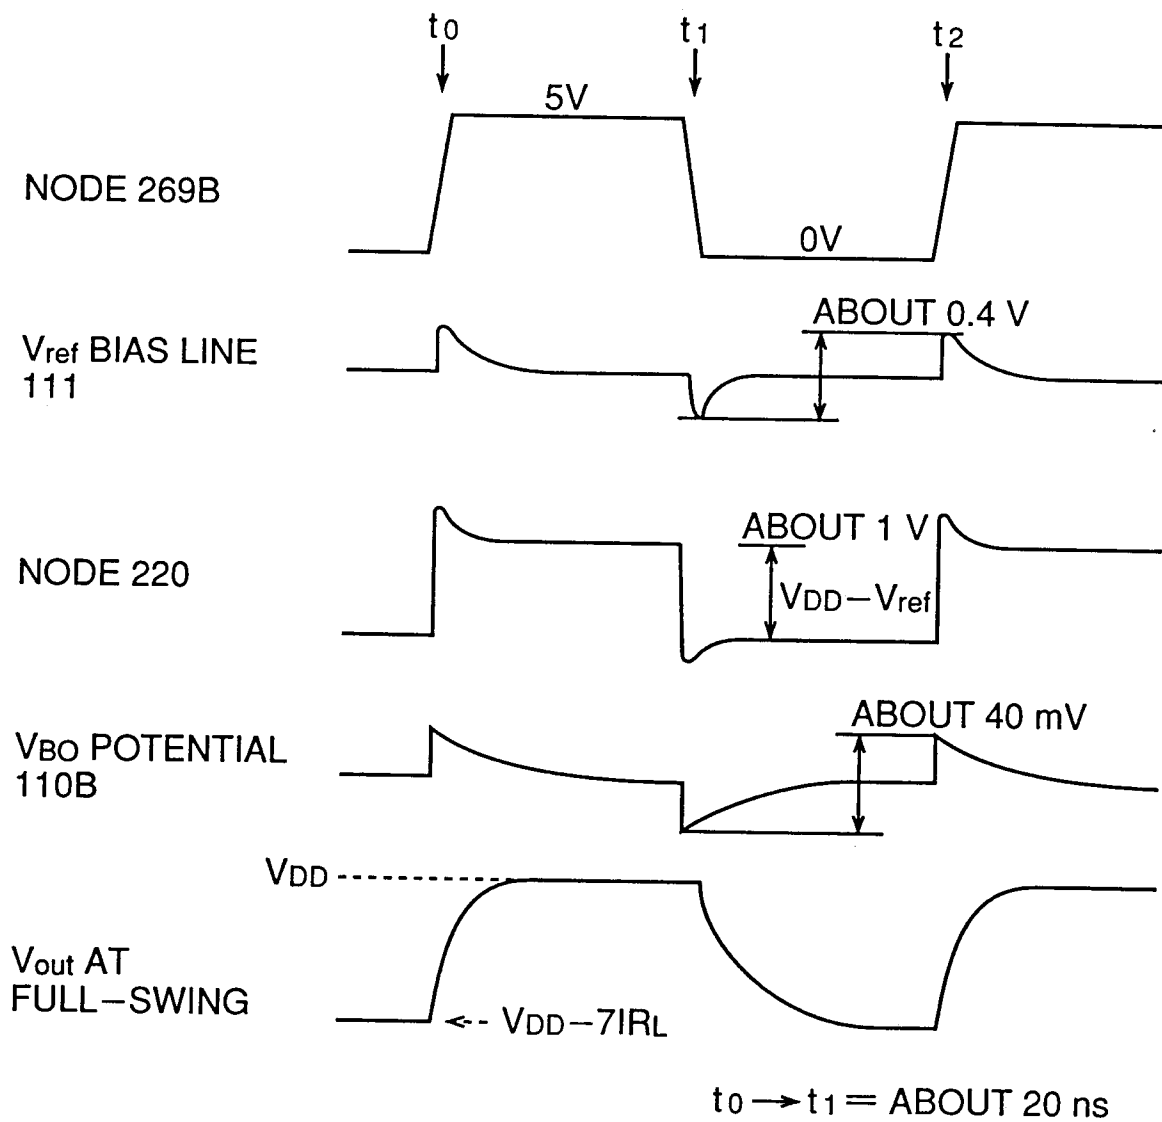 t0 t1 t2
5V
NODE 269B
0V
ABOUT 0.4 V
Vref BIAS LINE
111
ABOUT 1 V
NODE 220
VDD−Vref
ABOUT 40 mV
VBO POTENTIAL
110B
VDD
Vout AT
FULL−SWING
VDD−7IRL
t0 → t1 = ABOUT 20 ns